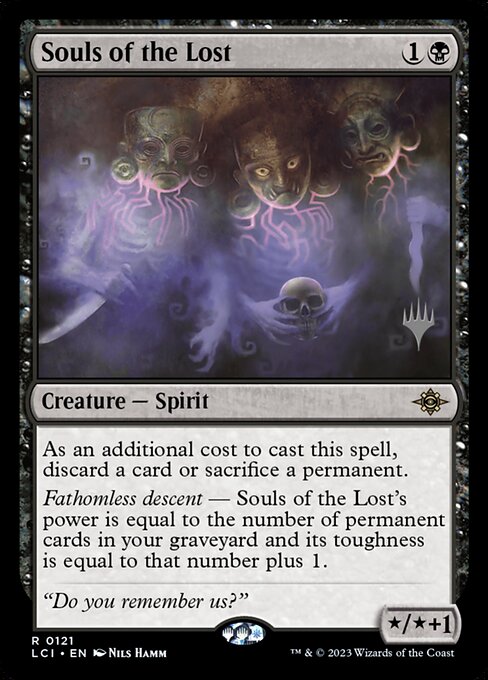 Souls of the Lost 1
Creature — Spirit
As an additional cost to cast this spell,
discard a card or sacrifice a permanent.
Fathomless descent — Souls of the Lost's
power is equal to the number of permanent
cards in your graveyard and its toughness
is equal to that number plus 1.
“Do you remember us?”
★/★+1
R 0121
LCI • EN Nils Hamm
™ & © 2023 Wizards of the Coast